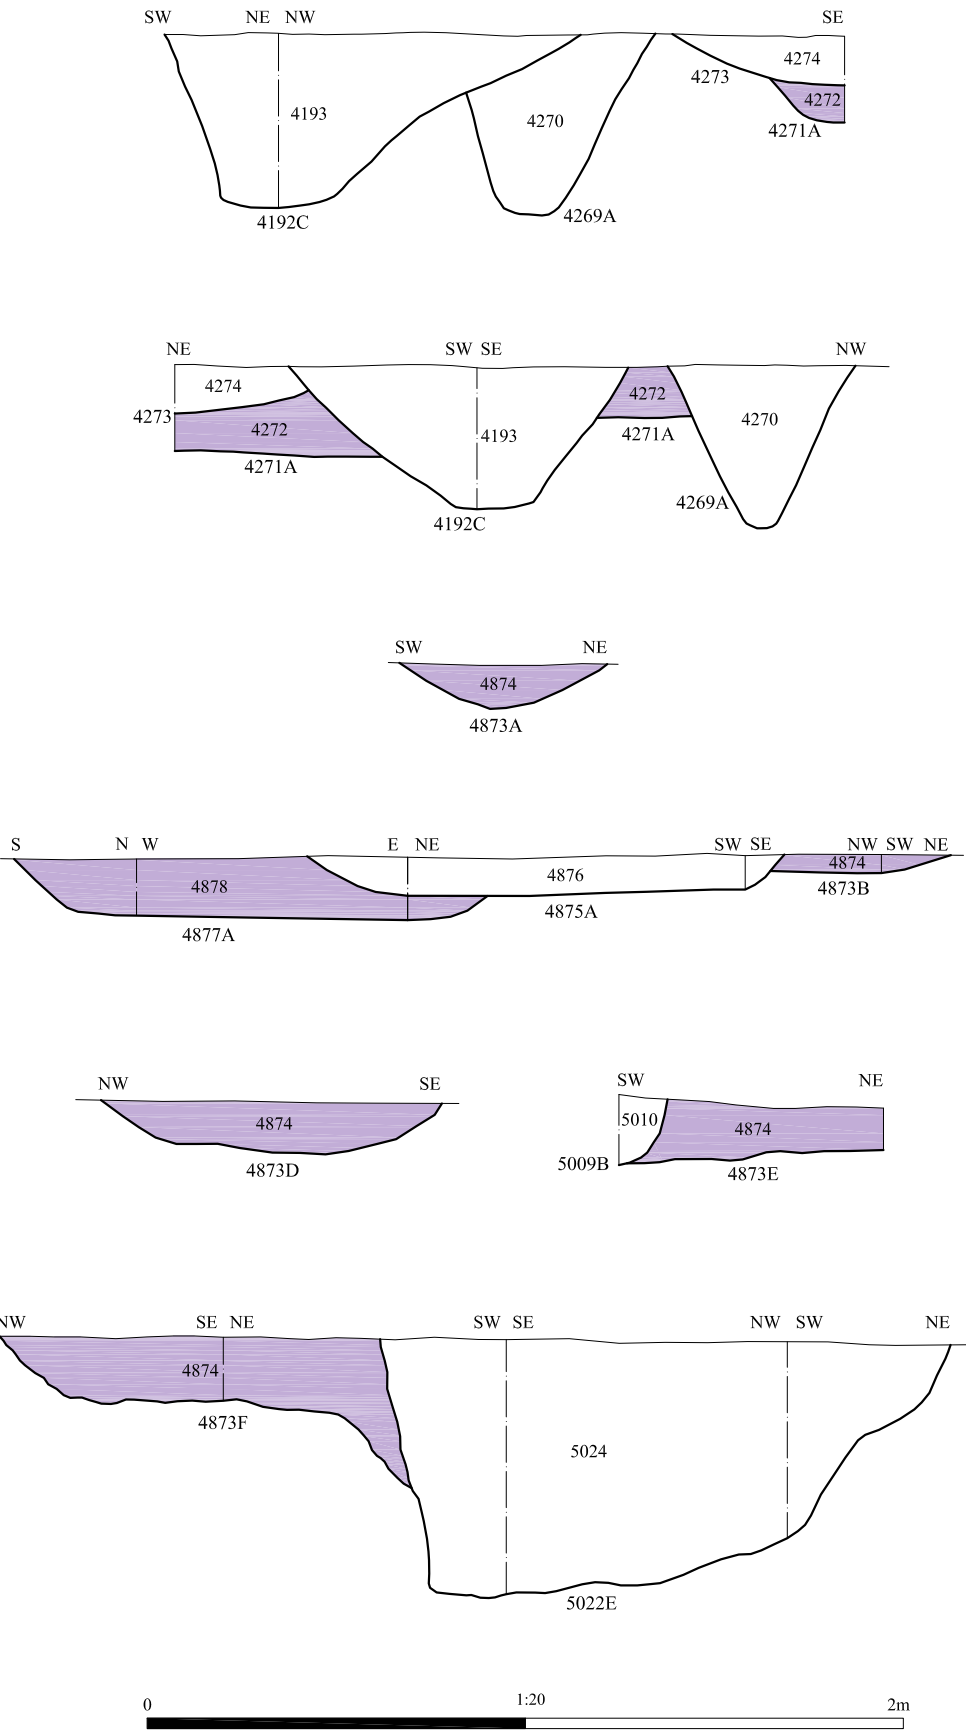 SW NE NW SE
4274
4273
4272
4193
4270
4271A
4269A
4192C
NE SW SE NW
4274
4272
4273
4270
4272
4193
4271A
4271A
4269A
4192C
SW NE
4874
4873A
S N W E NE SW SE NW SW NE
4874
4876
4878
4873B
4875A
4877A
NW SE
4874
4873D
SW NE
5010
4874
5009B
4873E
NW SE NE SW SE NW SW NE
4874
4873F
5024
5022E
0 1:20 2m